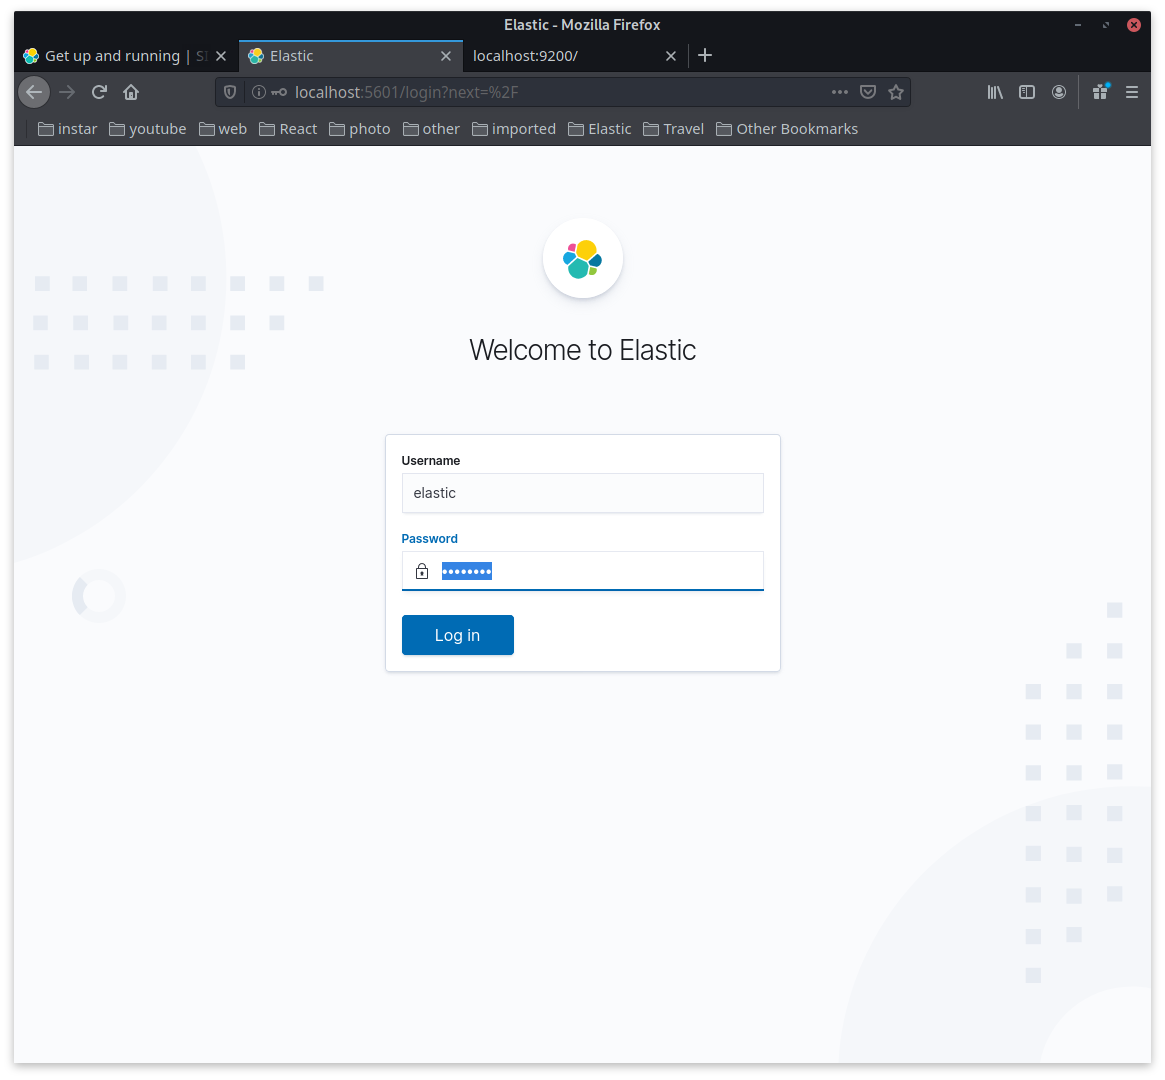 Elastic - Mozilla Firefox
Get up and running | S
Elastic
localhost:9200/
localhost:5601/login?next=%2F
instar youtube web React photo other imported Elastic Travel Other Bookmarks
Welcome to Elastic
Username
elastic
Password
••••••••
Log in